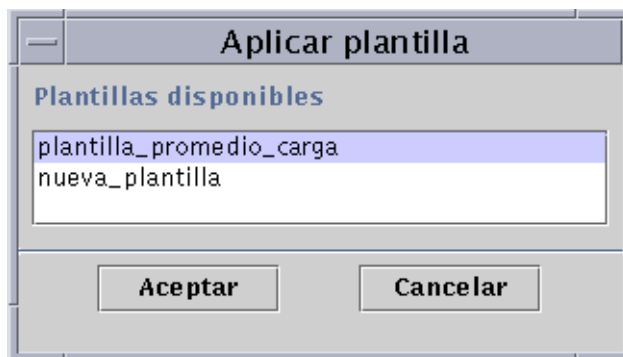 Aplicar plantilla
Plantillas disponibles
plantilla_promedio_carga
nueva_plantilla
Aceptar
Cancelar